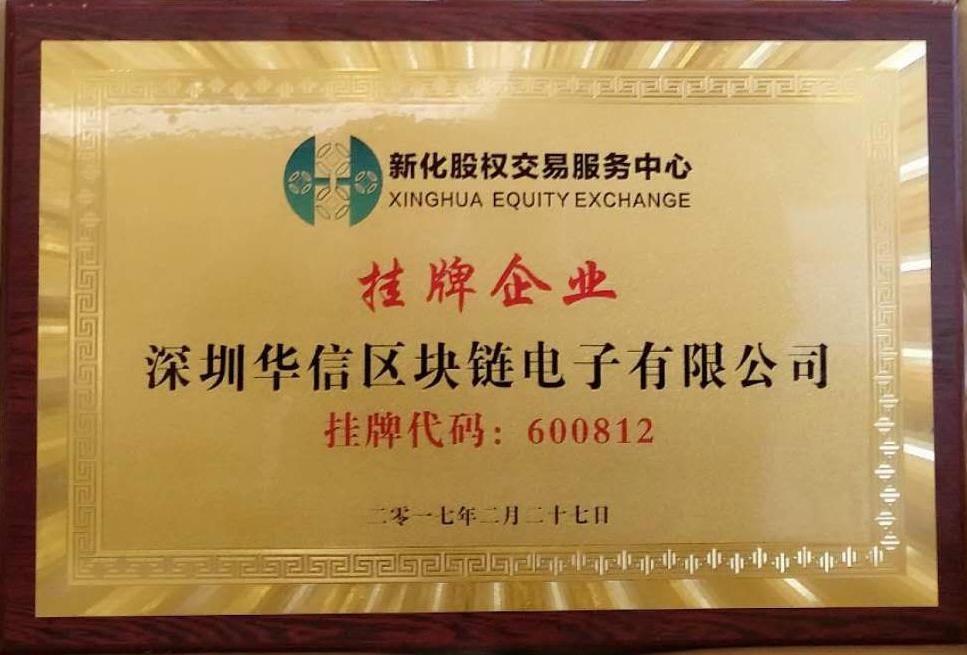 新化股权交易服务中心
XINGHUA EQUITY EXCHANGE
挂牌企业
深圳华信区块链电子有限公司
挂牌代码：600812
二零一七年二月二十七日